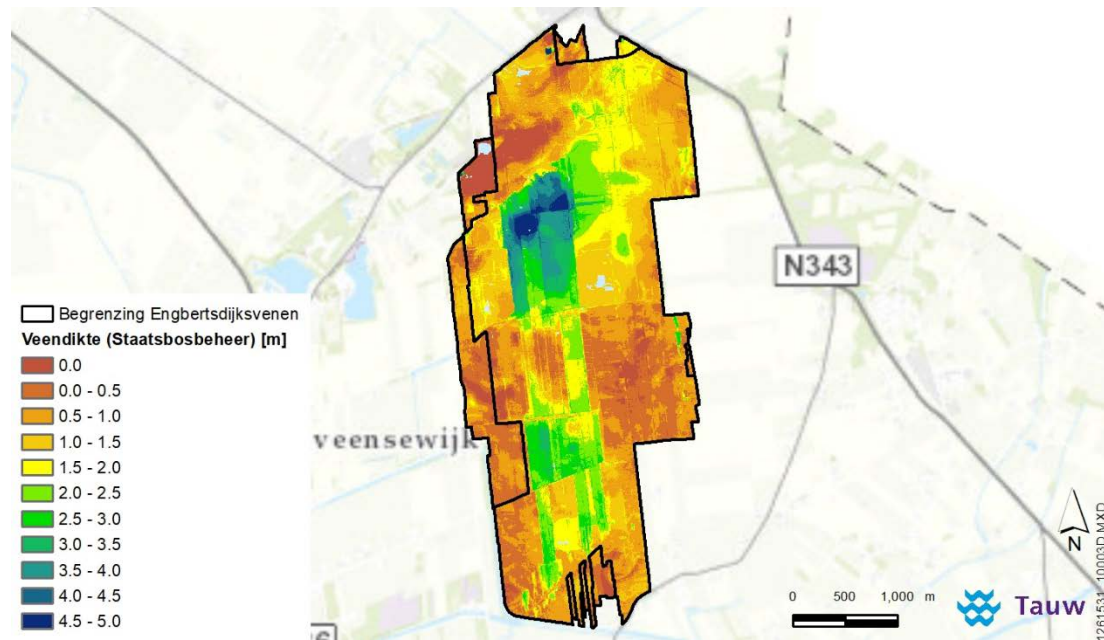 N343
veensewijk
Begrenzing Engbertsdijksvenen
Veendikte (Staatsbosbeheer) [m]
0.0
0.0 - 0.5
0.5 - 1.0
1.0 - 1.5
1.5 - 2.0
2.0 - 2.5
2.5 - 3.0
3.0 - 3.5
3.5 - 4.0
4.0 - 4.5
4.5 - 5.0
N
0 500 1,000 m
Tauw
1261531_10003D.MXD